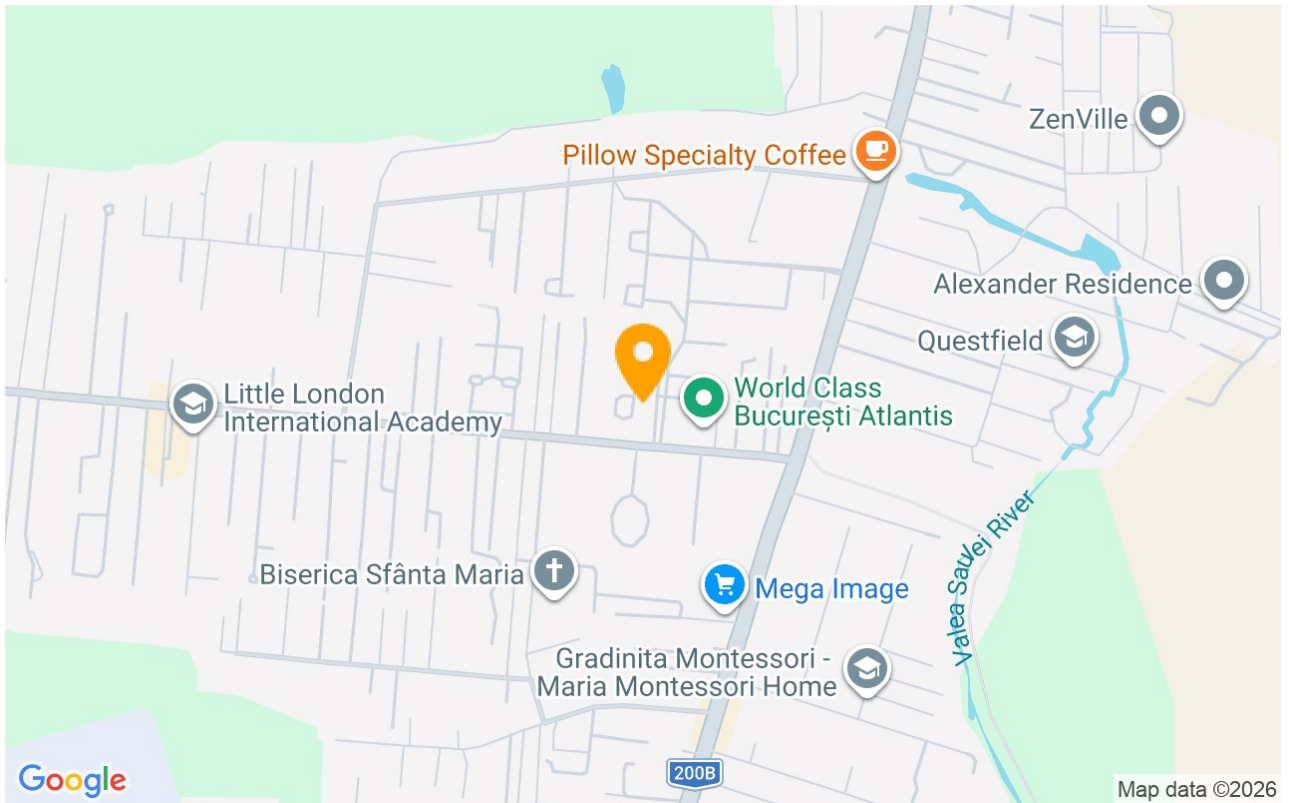 ZenVille
Pillow Specialty Coffee
Alexander Residence
Questfield
World Class
București Atlantis
Little London
International Academy
Valea Saulei River
Biserica Sfânta Maria
Mega Image
Gradinita Montessori -
Maria Montessori Home
200B
Google
Map data ©2026